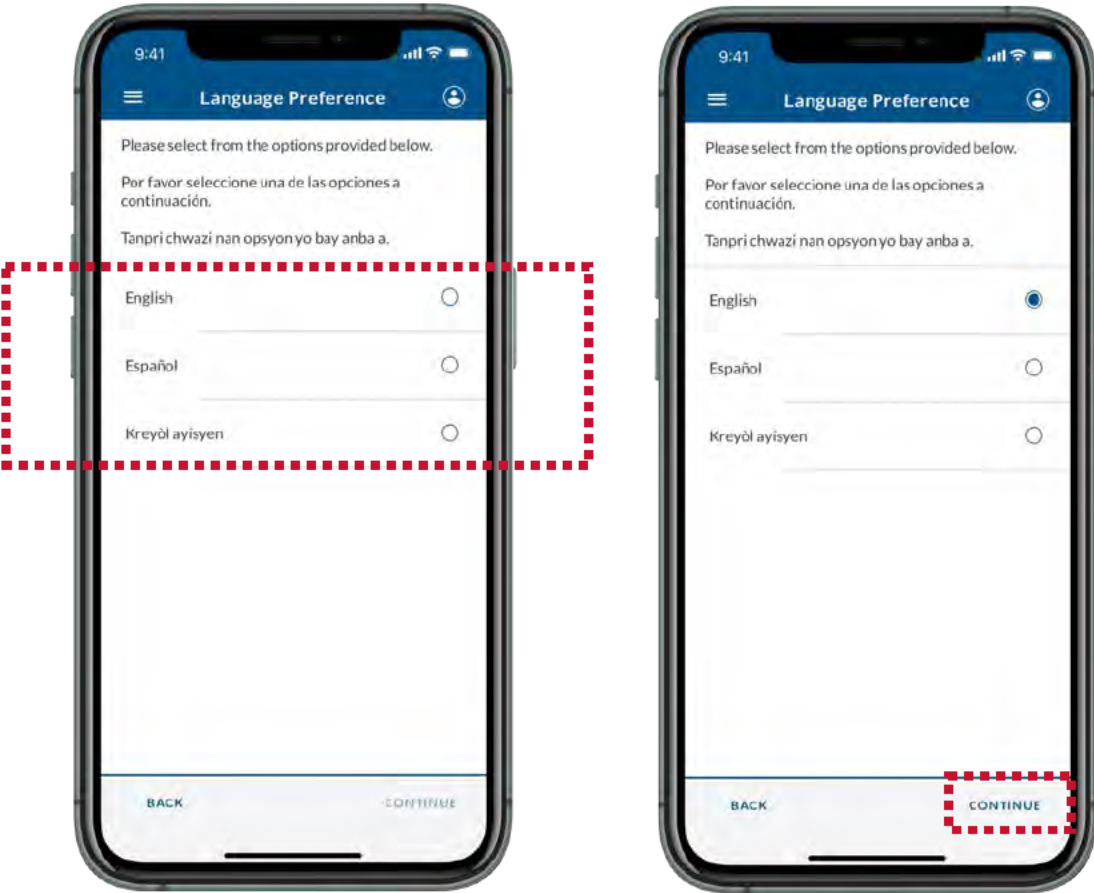 9:41
Language Preference
Please select from the options provided below.
Por favor seleccione una de las opciones a
continuación.
Tanpri chwazi nan opsyon yo bay anba a.
English
Español
Kreyòl ayisyen
BACK CONTINUE
9:41
Language Preference
Please select from the options provided below.
Por favor seleccione una de las opciones a
continuación.
Tanpri chwazi nan opsyon yo bay anba a.
English
Español
Kreyòl ayisyen
BACK CONTINUE